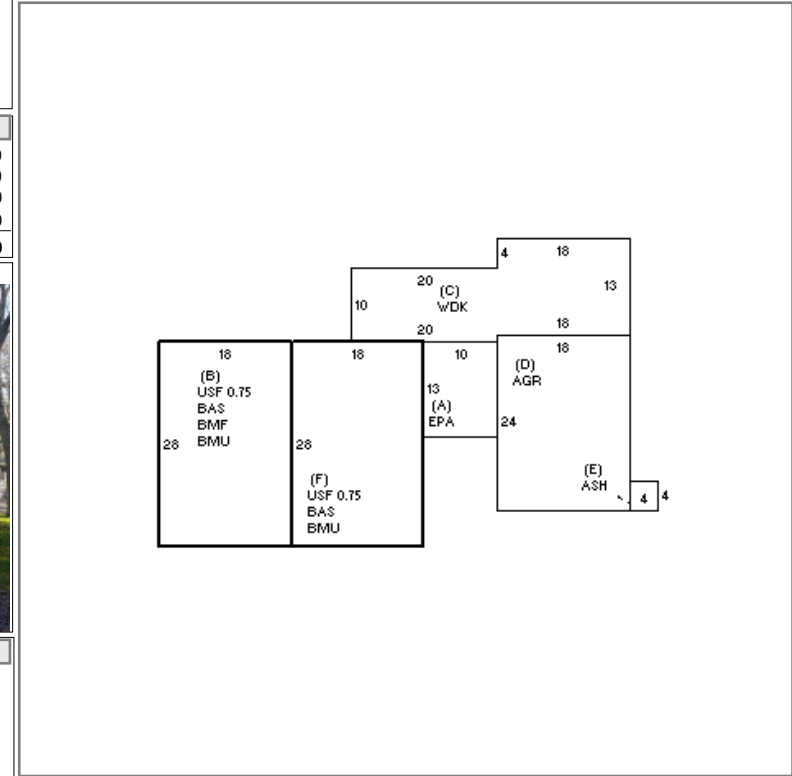 4 18
20
(C)
13
10
WDK
20
18
18
18
10
18
(B)
(D)
USF 0.75
AGR
BAS
13
BMF
(A)
BMU
EPA
24
28
28
(F)
(E)
USF 0.75
ASH
BAS
4 4
BMU